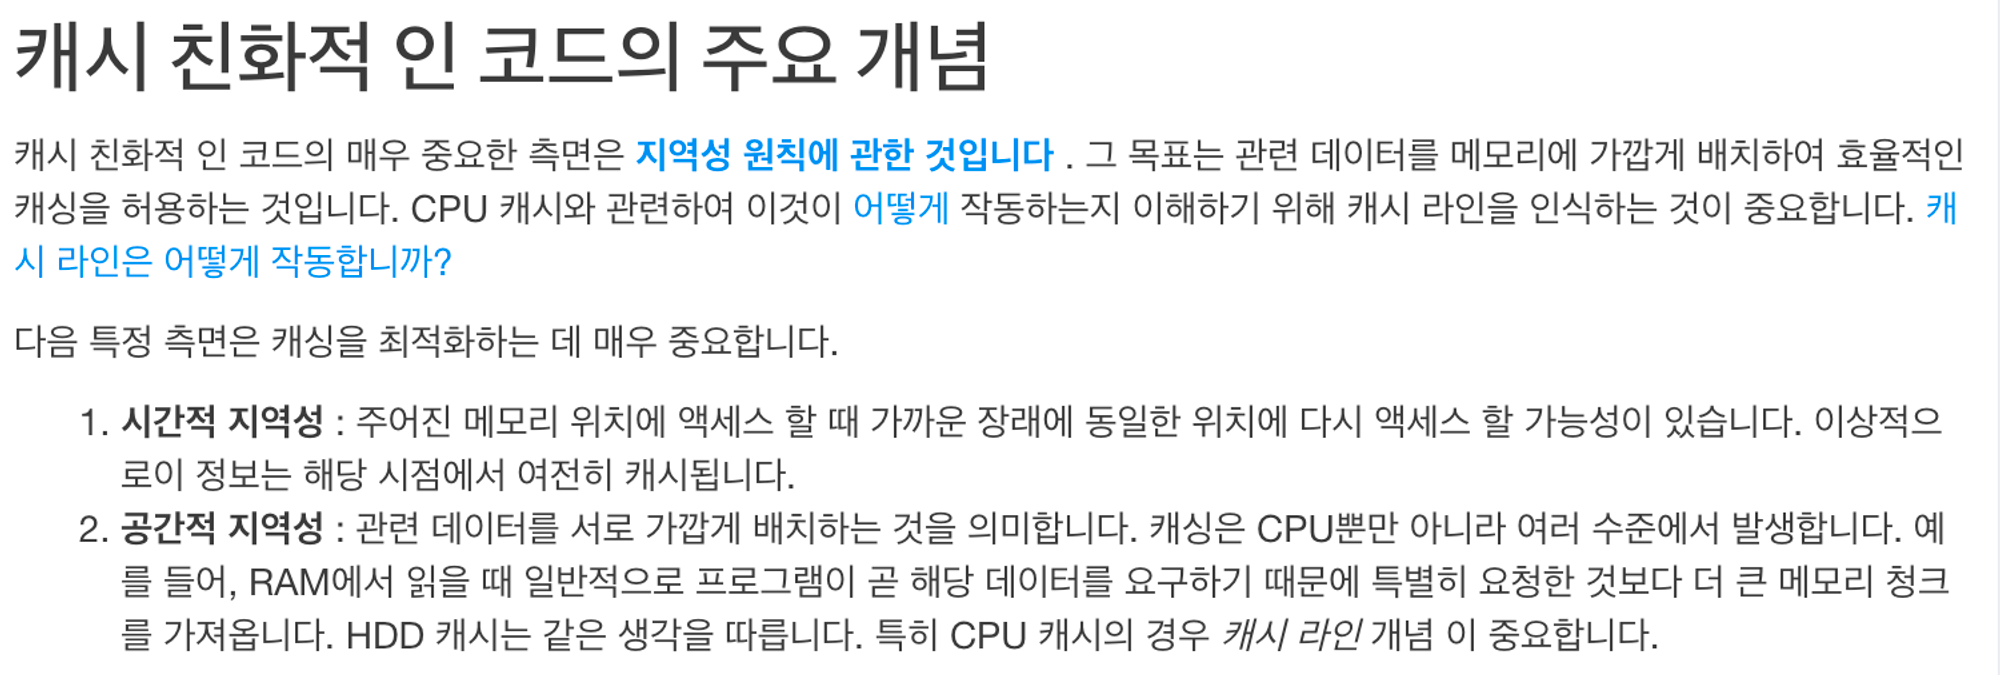 캐시 친화적 인 코드의 주요 개념
캐시 친화적 인 코드의 매우 중요한 측면은 지역성 원칙에 관한 것입니다 . 그 목표는 관련 데이터를 메모리에 가깝게 배치하여 효율적인
캐싱을 허용하는 것입니다. CPU 캐시와 관련하여 이것이 어떻게 작동하는지 이해하기 위해 캐시 라인을 인식하는 것이 중요합니다. 캐
시 라인은 어떻게 작동합니까?
다음 특정 측면은 캐싱을 최적화하는 데 매우 중요합니다.
1. 시간적 지역성 : 주어진 메모리 위치에 액세스 할 때 가까운 장래에 동일한 위치에 다시 액세스 할 가능성이 있습니다. 이상적으
로이 정보는 해당 시점에서 여전히 캐시됩니다.
2. 공간적 지역성 : 관련 데이터를 서로 가깝게 배치하는 것을 의미합니다. 캐싱은 CPU뿐만 아니라 여러 수준에서 발생합니다. 예
를 들어, RAM에서 읽을 때 일반적으로 프로그램이 곧 해당 데이터를 요구하기 때문에 특별히 요청한 것보다 더 큰 메모리 청크
를 가져옵니다. HDD 캐시는 같은 생각을 따릅니다. 특히 CPU 캐시의 경우 캐시 라인 개념 이 중요합니다.